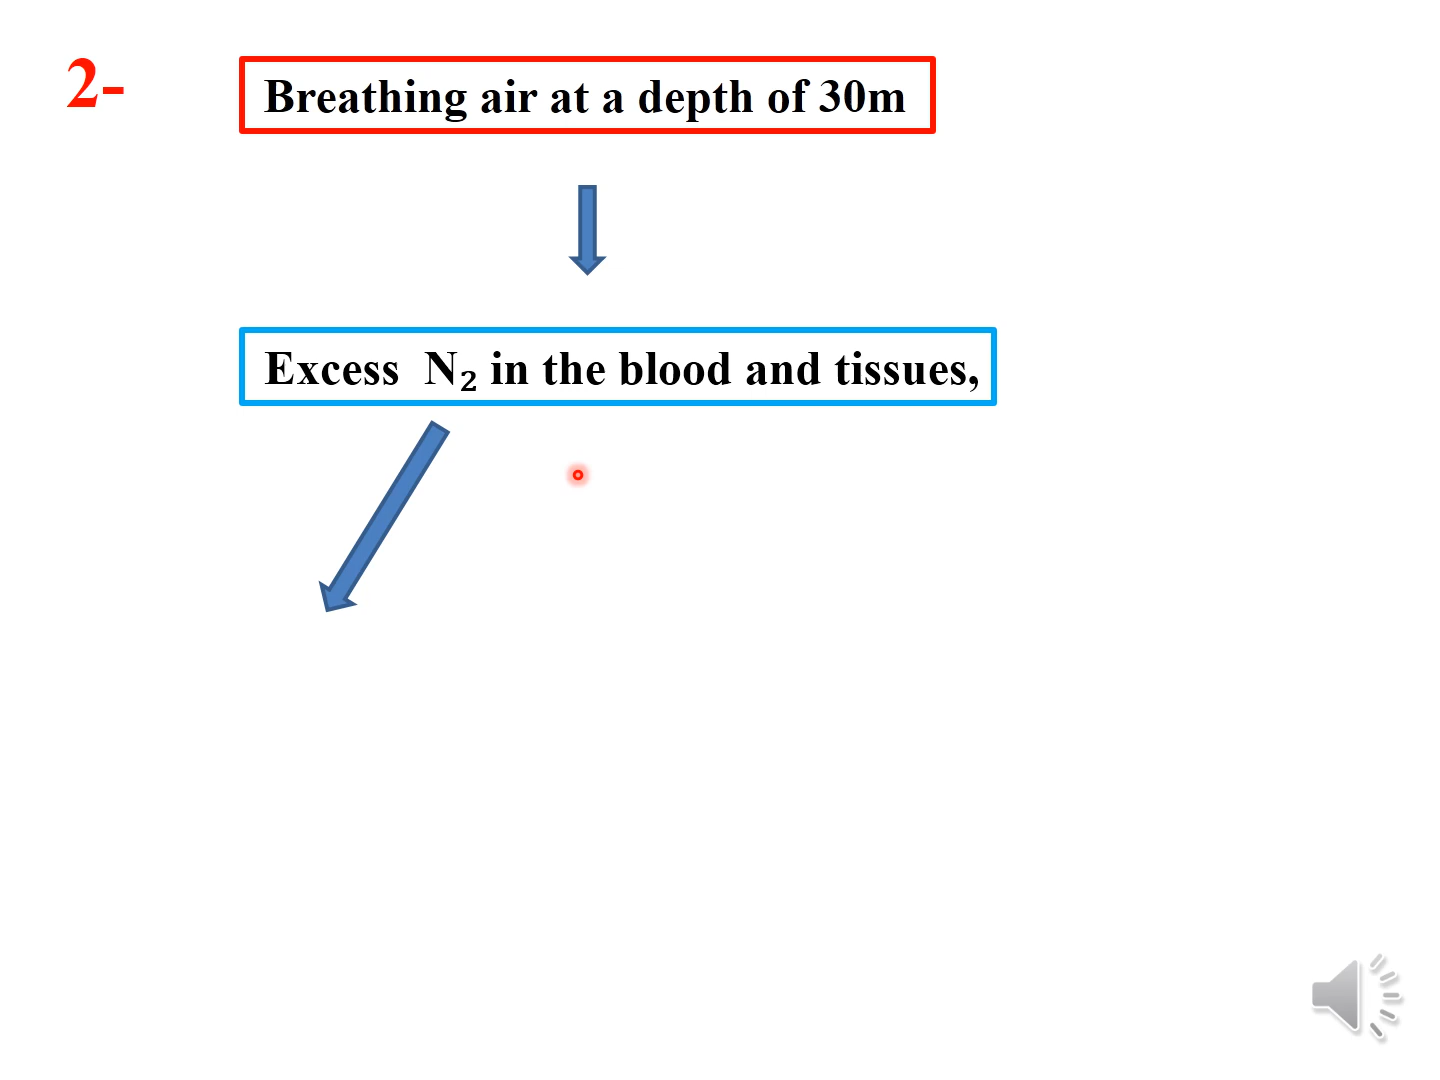 2-
Breathing air at a depth of 30m
Excess N₂ in the blood and tissues,